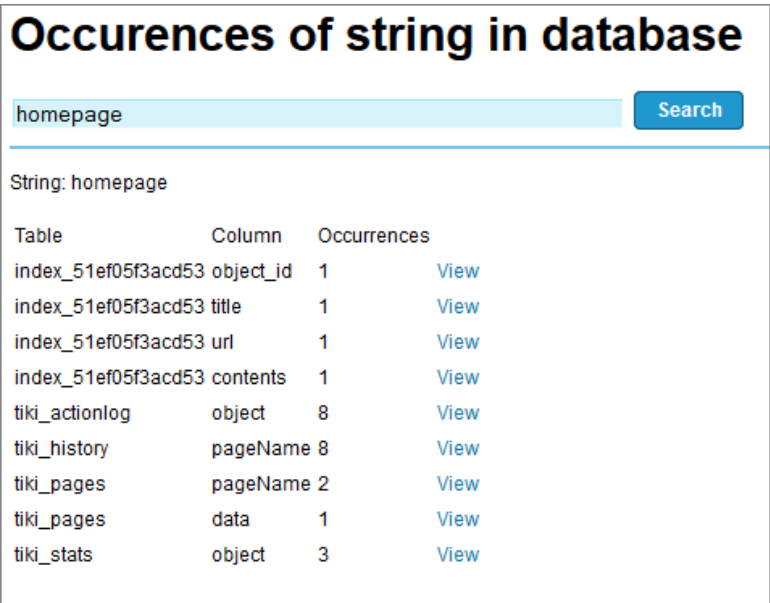 Occurences of string in database
homepage Search
String: homepage
Table Column Occurrences
index_51ef05f3acd53 object_id 1 View
index_51ef05f3acd53 title 1 View
index_51ef05f3acd53 url 1 View
index_51ef05f3acd53 contents 1 View
tiki_actionlog object 8 View
tiki_history pageName 8 View
tiki_pages pageName 2 View
tiki_pages data 1 View
tiki_stats object 3 View